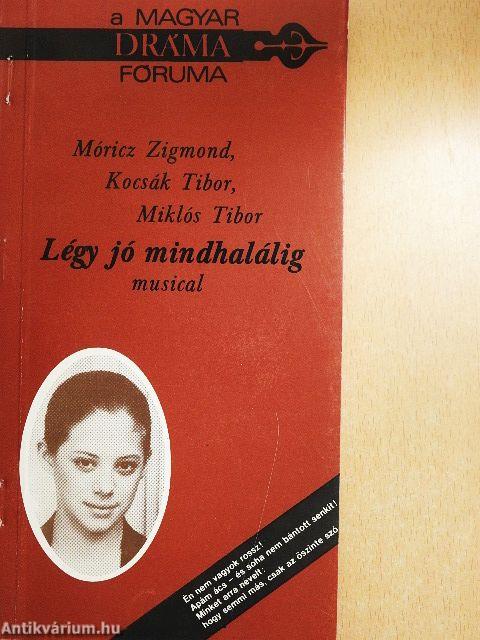 a MAGYAR
DRÁMA
FÓRUMA
Móricz Zigmond,
Kocsák Tibor,
Miklós Tibor
Légy jó mindhalálig
musical
Én nem vagyok rossz!
Apám ács – és soha nem bántott senkit!
Minket arra nevelt:
hogy semmi más, csak az őszinte szó
Antikvárium.hu